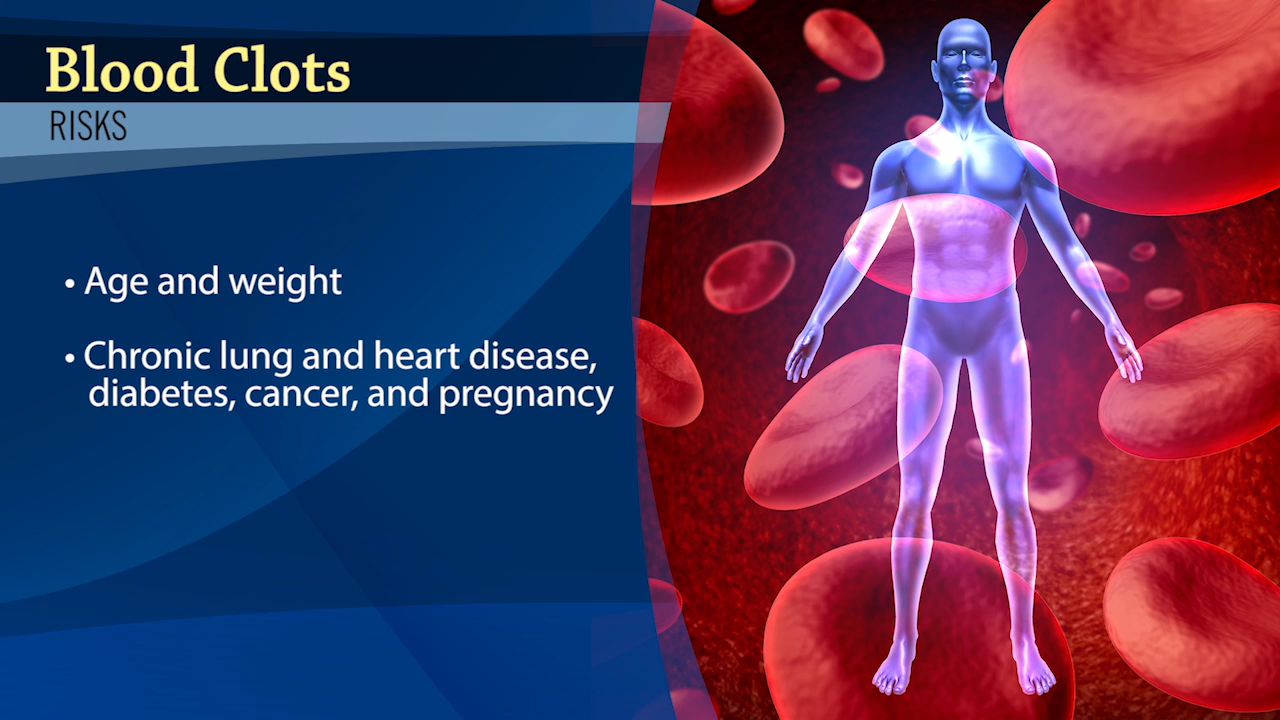 Blood Clots
RISKS
• Age and weight
• Chronic lung and heart disease,
diabetes, cancer, and pregnancy